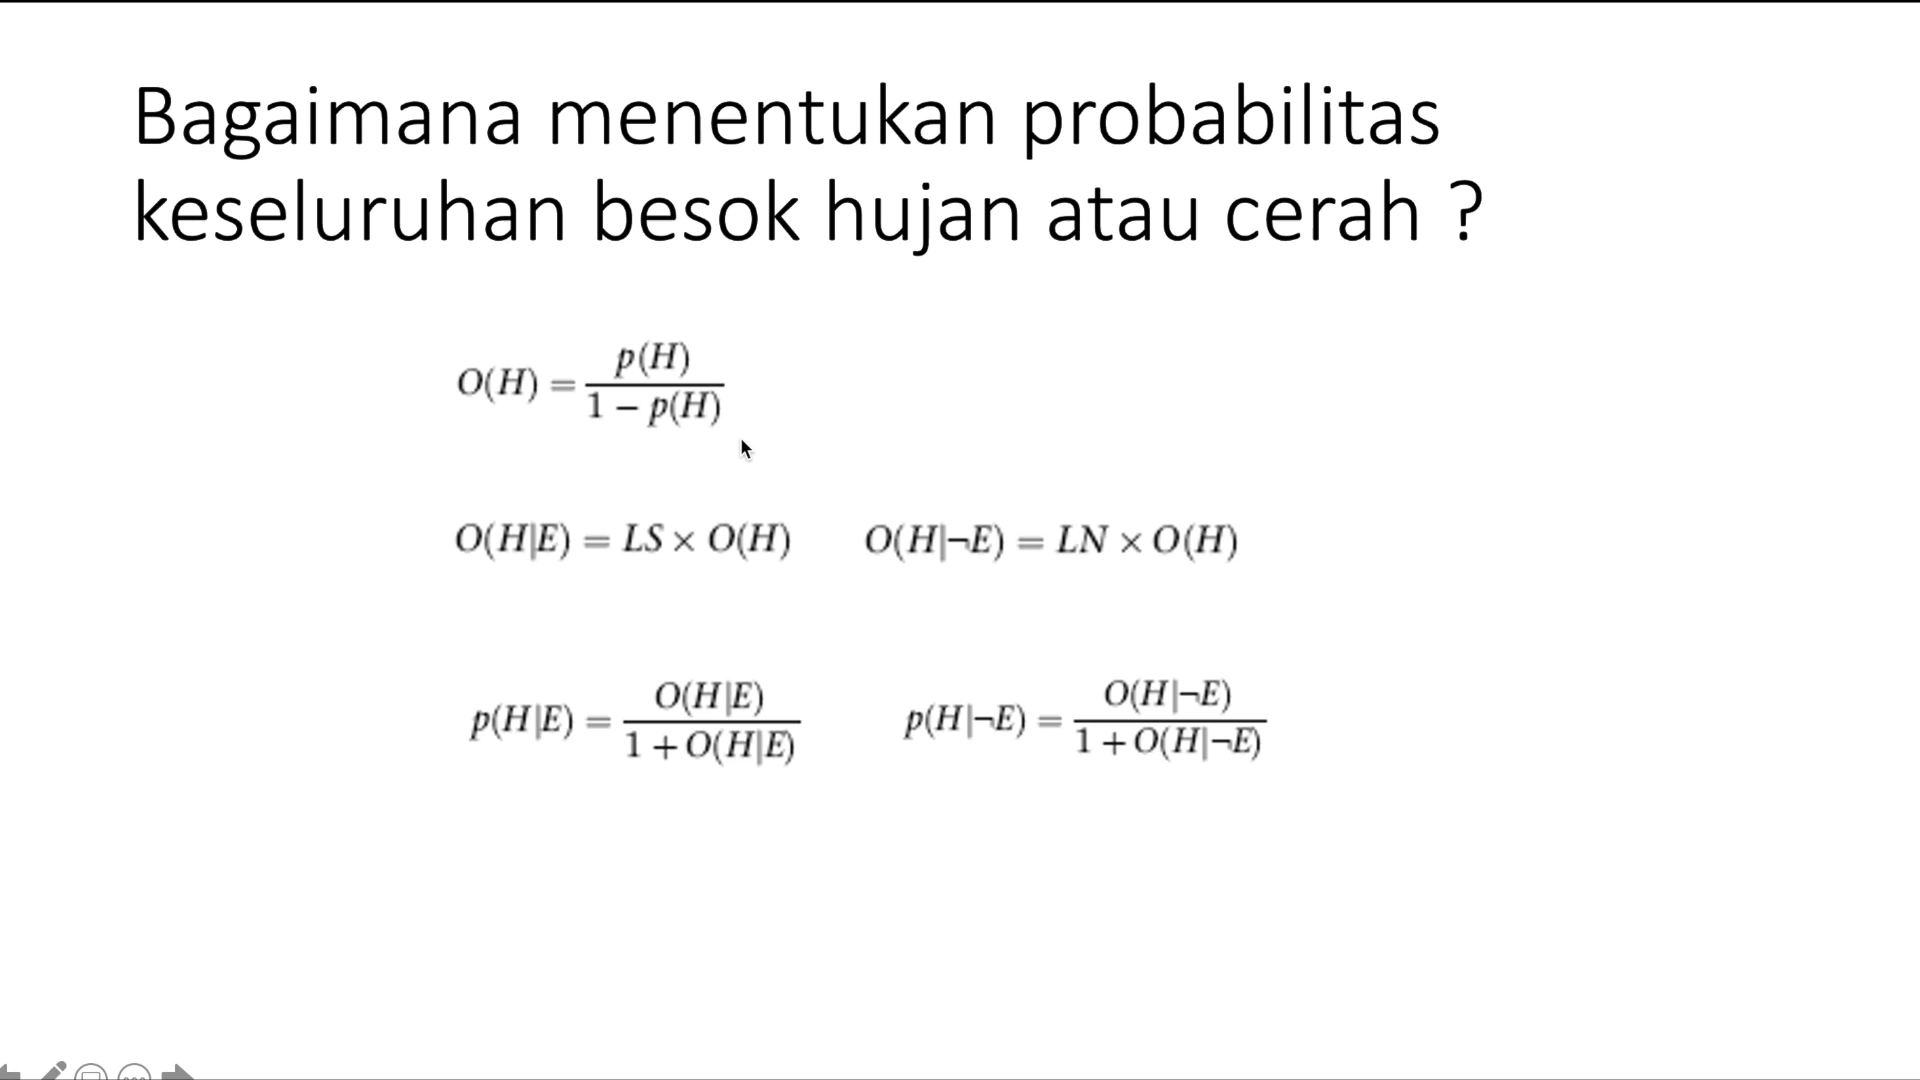 Bagaimana menentukan probabilitas
keseluruhan besok hujan atau cerah ?
O(H) = p(H) / 1 − p(H)
O(H|E) = LS × O(H) O(H|¬E) = LN × O(H)
p(H|E) = O(H|E) / 1 + O(H|E) p(H|¬E) = O(H|¬E) / 1 + O(H|¬E)